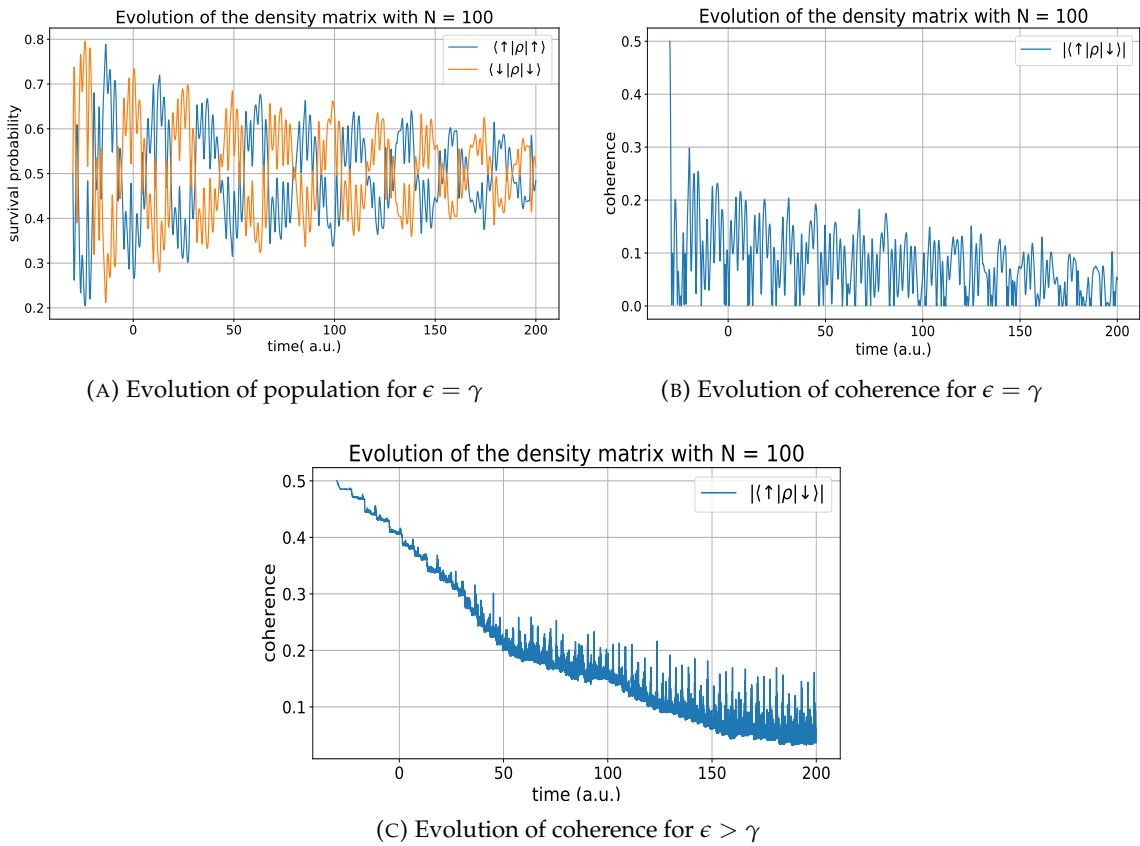 Evolution of the density matrix with N = 100
survival probability
0.8
0.7
0.6
0.5
0.4
0.3
0.2
⟨↑|ρ|↑⟩
⟨↓|ρ|↓⟩
0 50 100 150 200
time( a.u.)
(A) Evolution of population for ϵ = γ
Evolution of the density matrix with N = 100
coherence
0.5
0.4
0.3
0.2
0.1
0.0
|⟨↑|ρ|↓⟩|
0 50 100 150 200
time (a.u.)
(B) Evolution of coherence for ϵ = γ
Evolution of the density matrix with N = 100
coherence
0.5
0.4
0.3
0.2
0.1
|⟨↑|ρ|↓⟩|
0 50 100 150 200
time (a.u.)
(C) Evolution of coherence for ϵ > γ